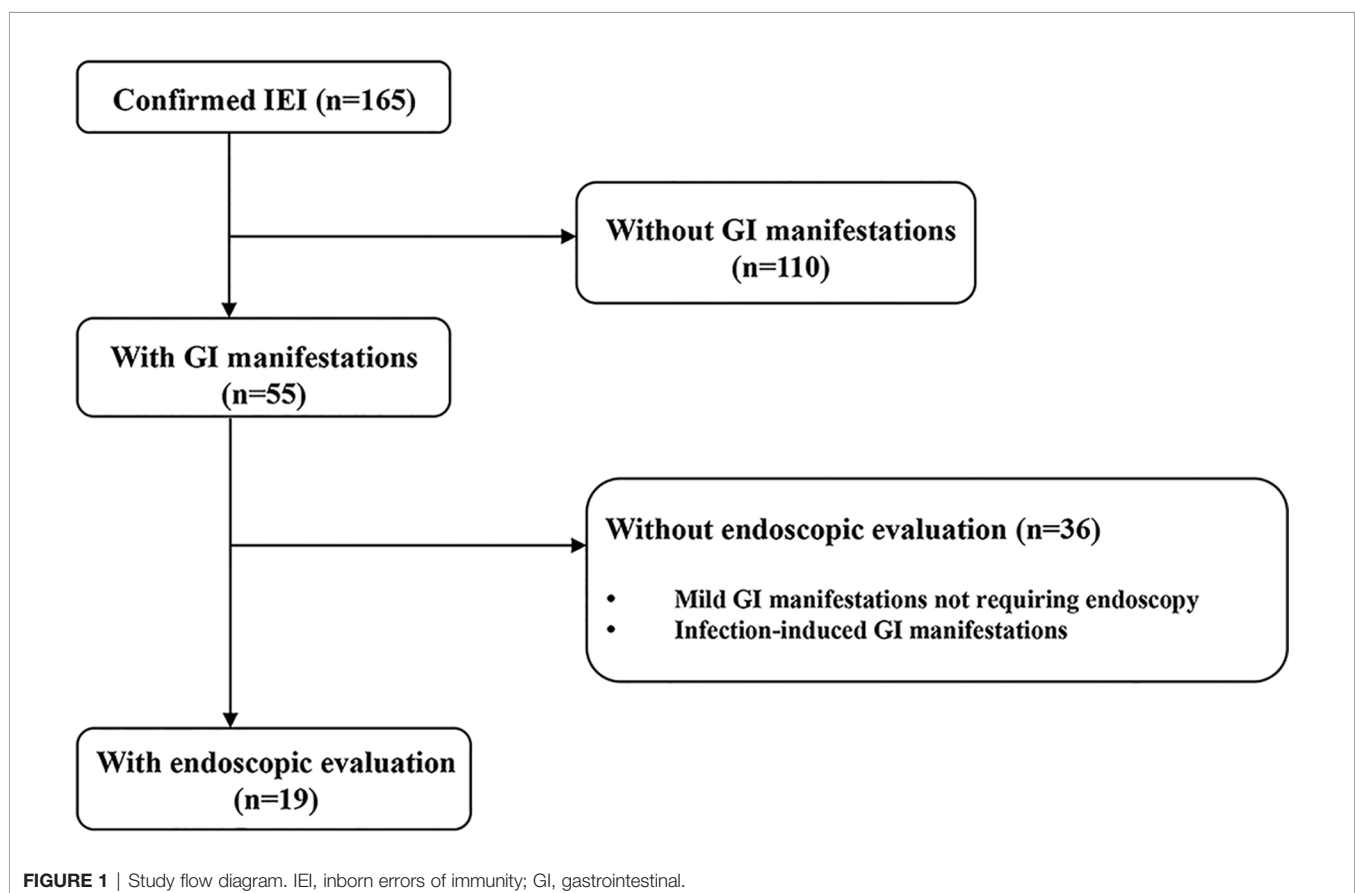 Confirmed IEI (n=165)
Without GI manifestations
(n=110)
With GI manifestations
(n=55)
Without endoscopic evaluation (n=36)
• Mild GI manifestations not requiring endoscopy
• Infection-induced GI manifestations
With endoscopic evaluation
(n=19)
FIGURE 1 | Study flow diagram. IEI, inborn errors of immunity; GI, gastrointestinal.